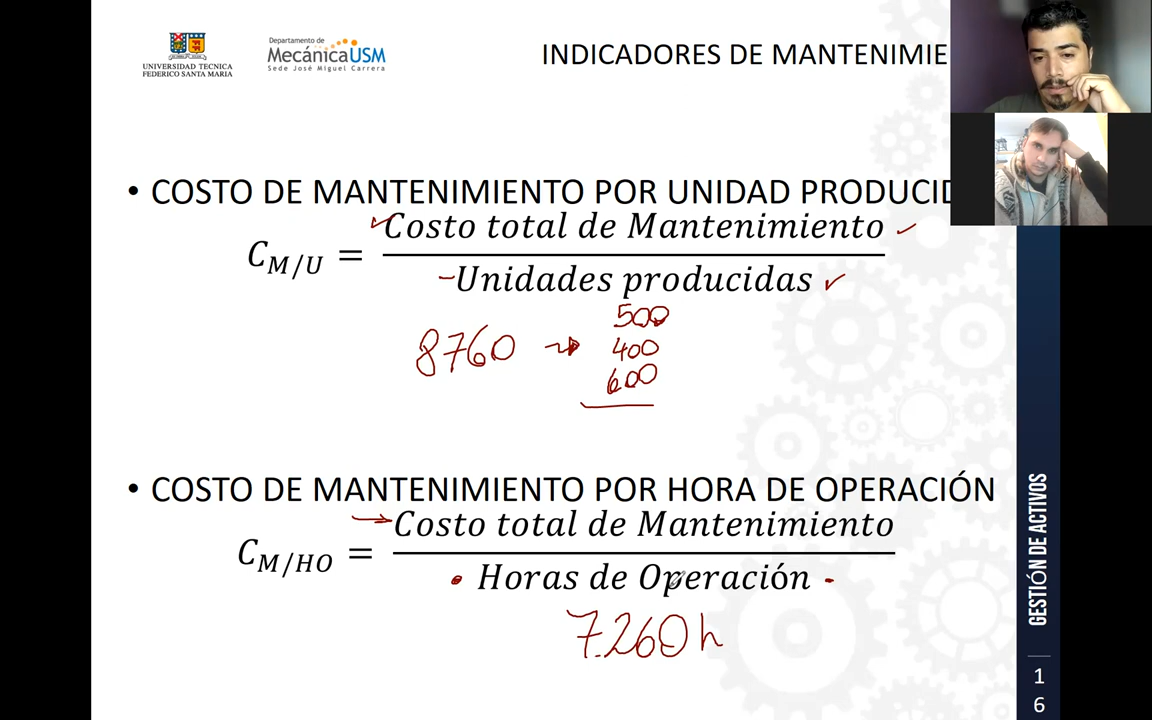 UNIVERSIDAD TECNICA
FEDERICO SANTA MARIA
Departamento de
MecánicaUSM
Sede José Miguel Carrera
INDICADORES DE MANTENIMIE
• COSTO DE MANTENIMIENTO POR UNIDAD PRODUCID
C_{M/U} = Costo total de Mantenimiento
Unidades producidas
500
8760 → 400
600
• COSTO DE MANTENIMIENTO POR HORA DE OPERACIÓN
C_{M/HO} = Costo total de Mantenimiento
Horas de Operación
7.260 h
GESTIÓN DE ACTIVOS
1
6